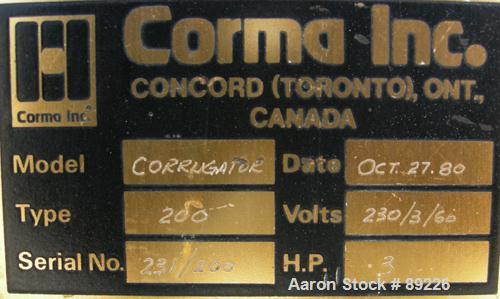 Corma Inc.
Corma Inc.
CONCORD (TORONTO), ONT.,
CANADA
Model CORRUGATOR Date OCT. 27. 80
Type 200 Volts 230/3/60
Serial No. 231/200 H.P. 3
Aaron Stock # 89226